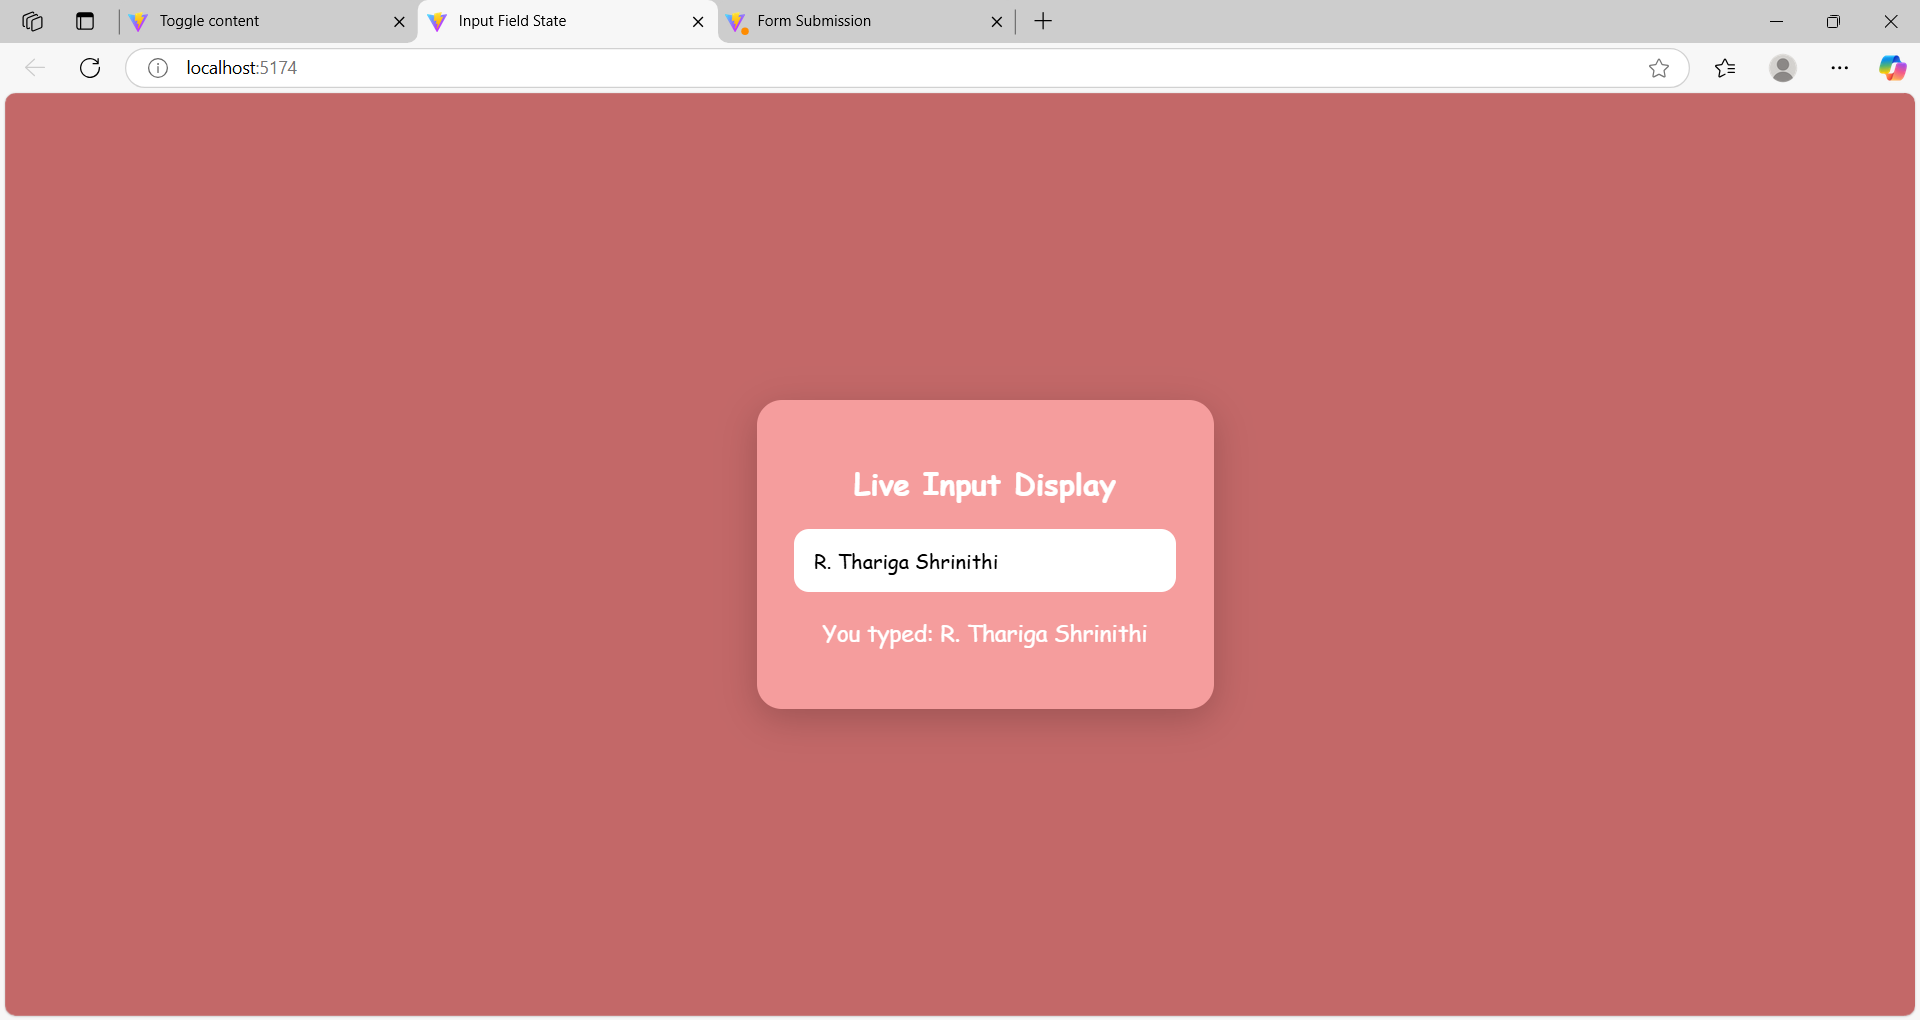 Toggle content
Input Field State
Form Submission
localhost:5174
Live Input Display
R. Thariga Shrinithi
You typed: R. Thariga Shrinithi